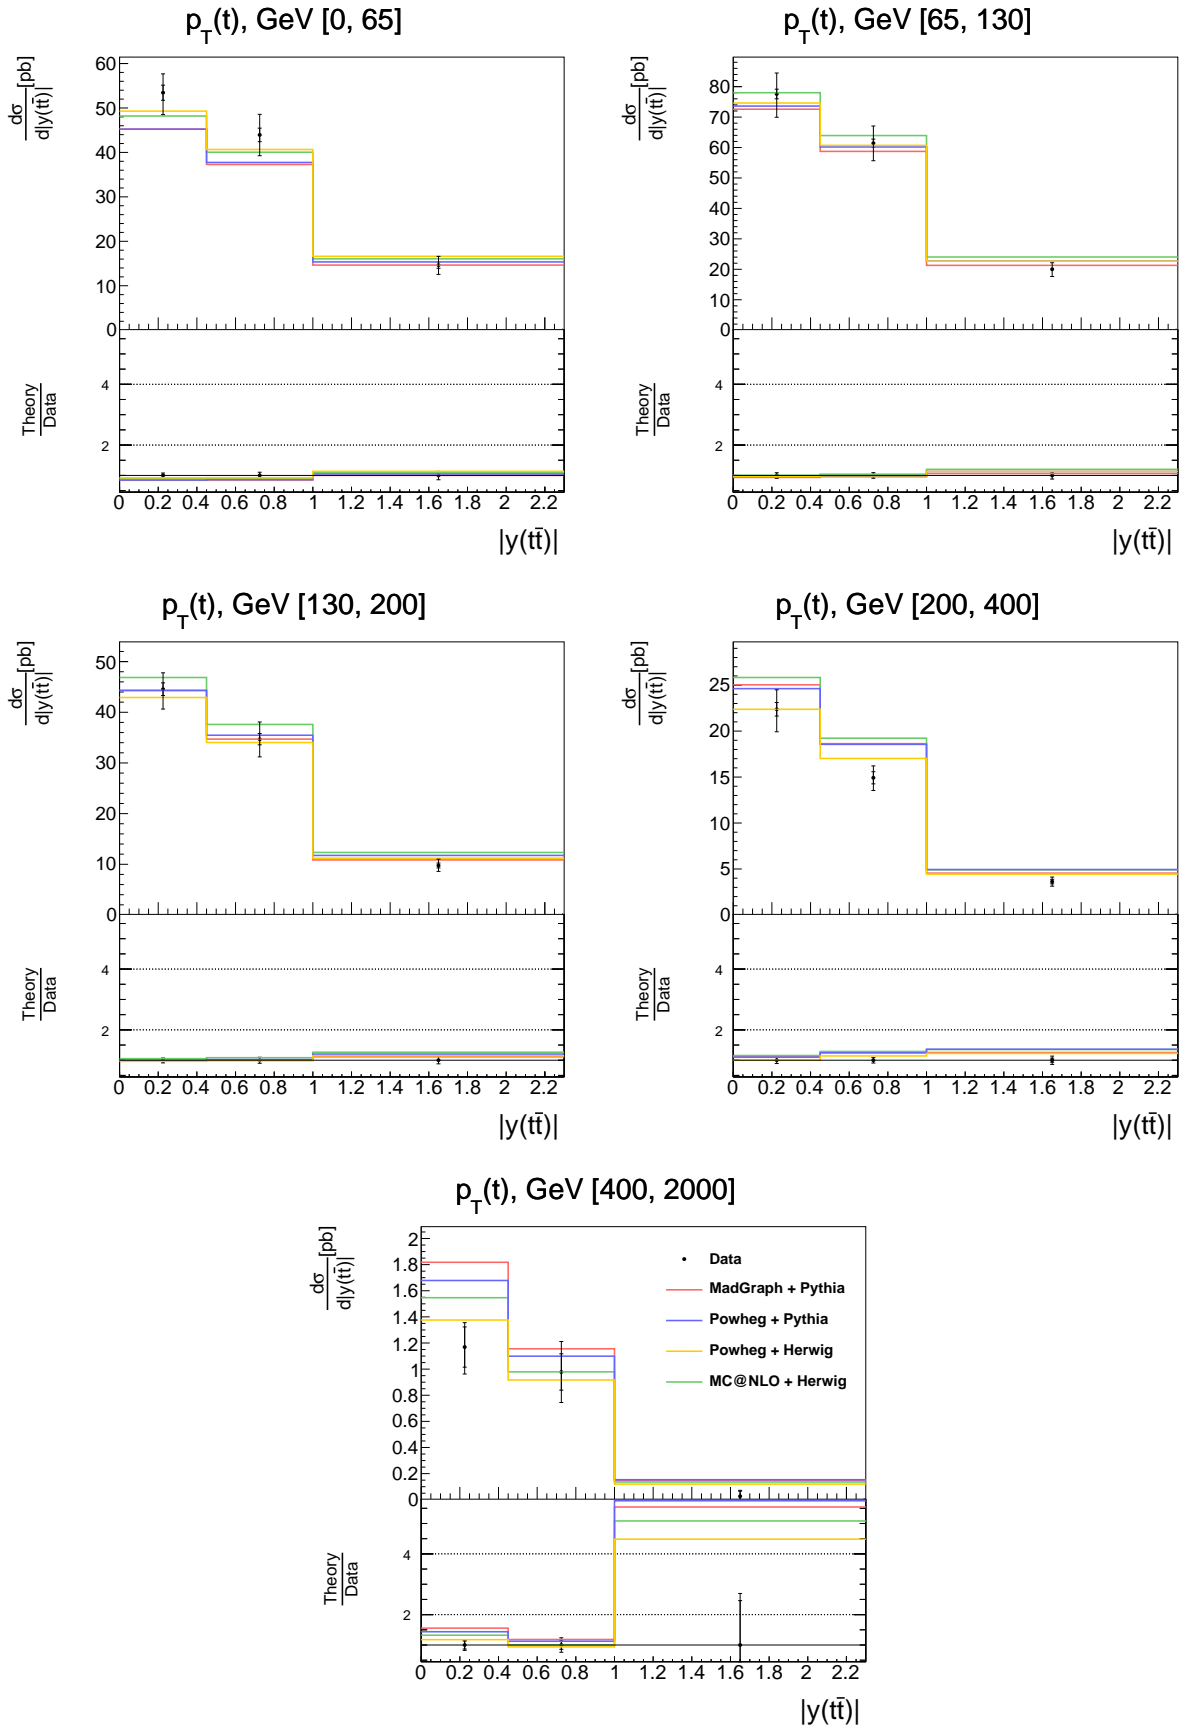 p_T(t), GeV [0, 65]
dσ/d|y(tt̄)| [pb]
60
50
40
30
20
10
0
Theory/Data
4
2
0 0.2 0.4 0.6 0.8 1 1.2 1.4 1.6 1.8 2 2.2
|y(tt̄)|
p_T(t), GeV [65, 130]
dσ/d|y(tt̄)| [pb]
80
70
60
50
40
30
20
10
0
Theory/Data
4
2
0 0.2 0.4 0.6 0.8 1 1.2 1.4 1.6 1.8 2 2.2
|y(tt̄)|
p_T(t), GeV [130, 200]
dσ/d|y(tt̄)| [pb]
50
40
30
20
10
0
Theory/Data
4
2
0 0.2 0.4 0.6 0.8 1 1.2 1.4 1.6 1.8 2 2.2
|y(tt̄)|
p_T(t), GeV [200, 400]
dσ/d|y(tt̄)| [pb]
25
20
15
10
5
0
Theory/Data
4
2
0 0.2 0.4 0.6 0.8 1 1.2 1.4 1.6 1.8 2 2.2
|y(tt̄)|
p_T(t), GeV [400, 2000]
dσ/d|y(tt̄)| [pb]
2
1.8
1.6
1.4
1.2
1
0.8
0.6
0.4
0.2
0
Data
MadGraph + Pythia
Powheg + Pythia
Powheg + Herwig
MC@NLO + Herwig
Theory/Data
4
2
0 0.2 0.4 0.6 0.8 1 1.2 1.4 1.6 1.8 2 2.2
|y(tt̄)|